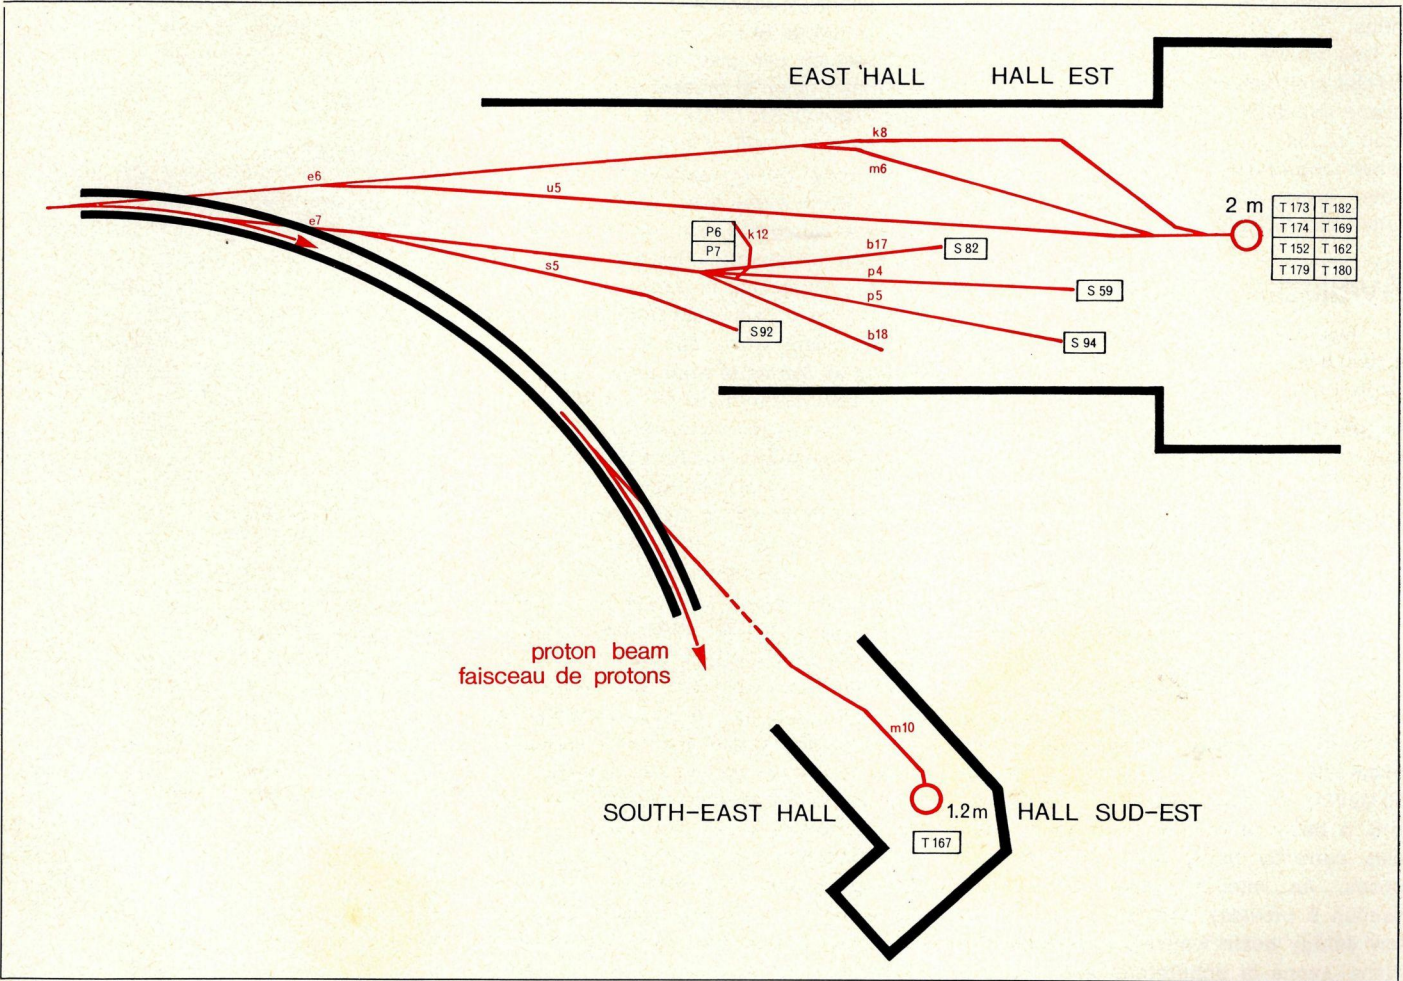 EAST HALL HALL EST
k8
m6
e6
u5
2 m
T 173 T 182
T 174 T 169
T 152 T 162
T 179 T 180
e7
P6
P7
k12
b17
S 82
s5
p4
S 59
p5
S 92
b18
S 94
proton beam
faisceau de protons
m10
SOUTH-EAST HALL
1.2 m
HALL SUD-EST
T 167